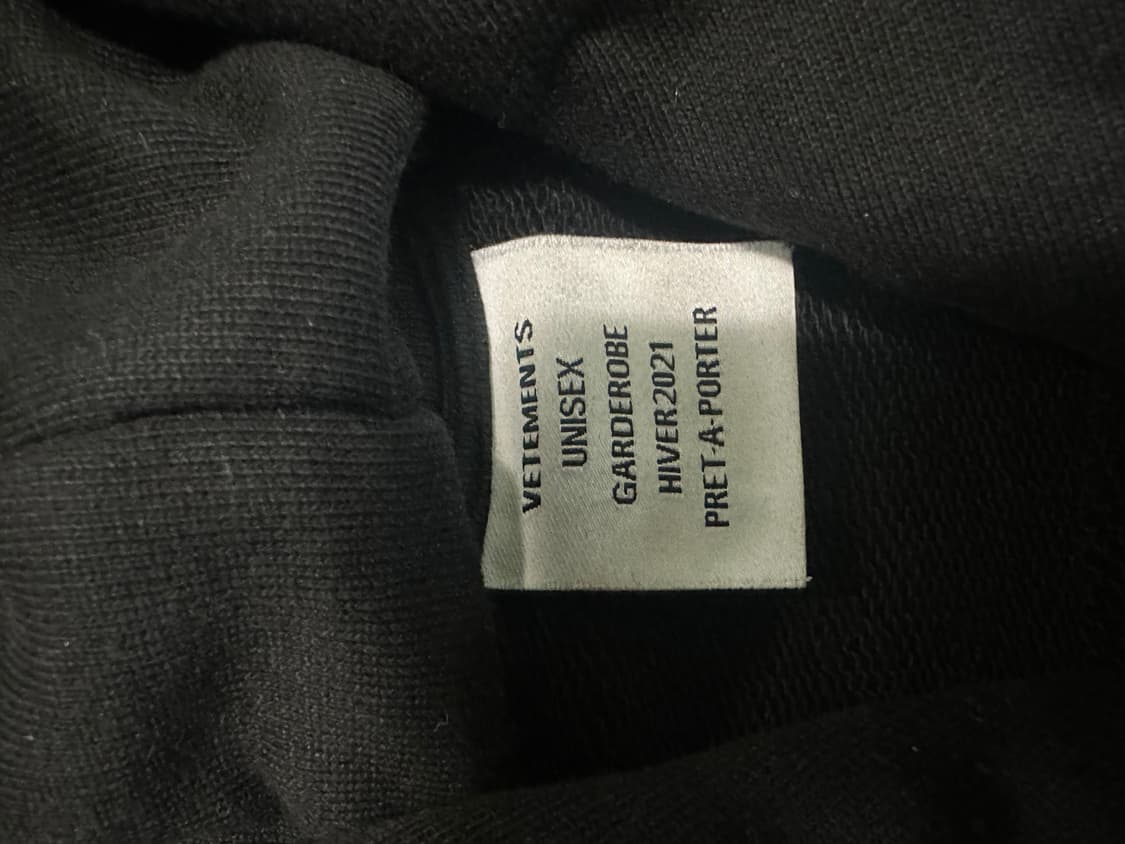 VETEMENTS
UNISEX
GARDEROBE
HIVER2021
PRET-A-PORTER